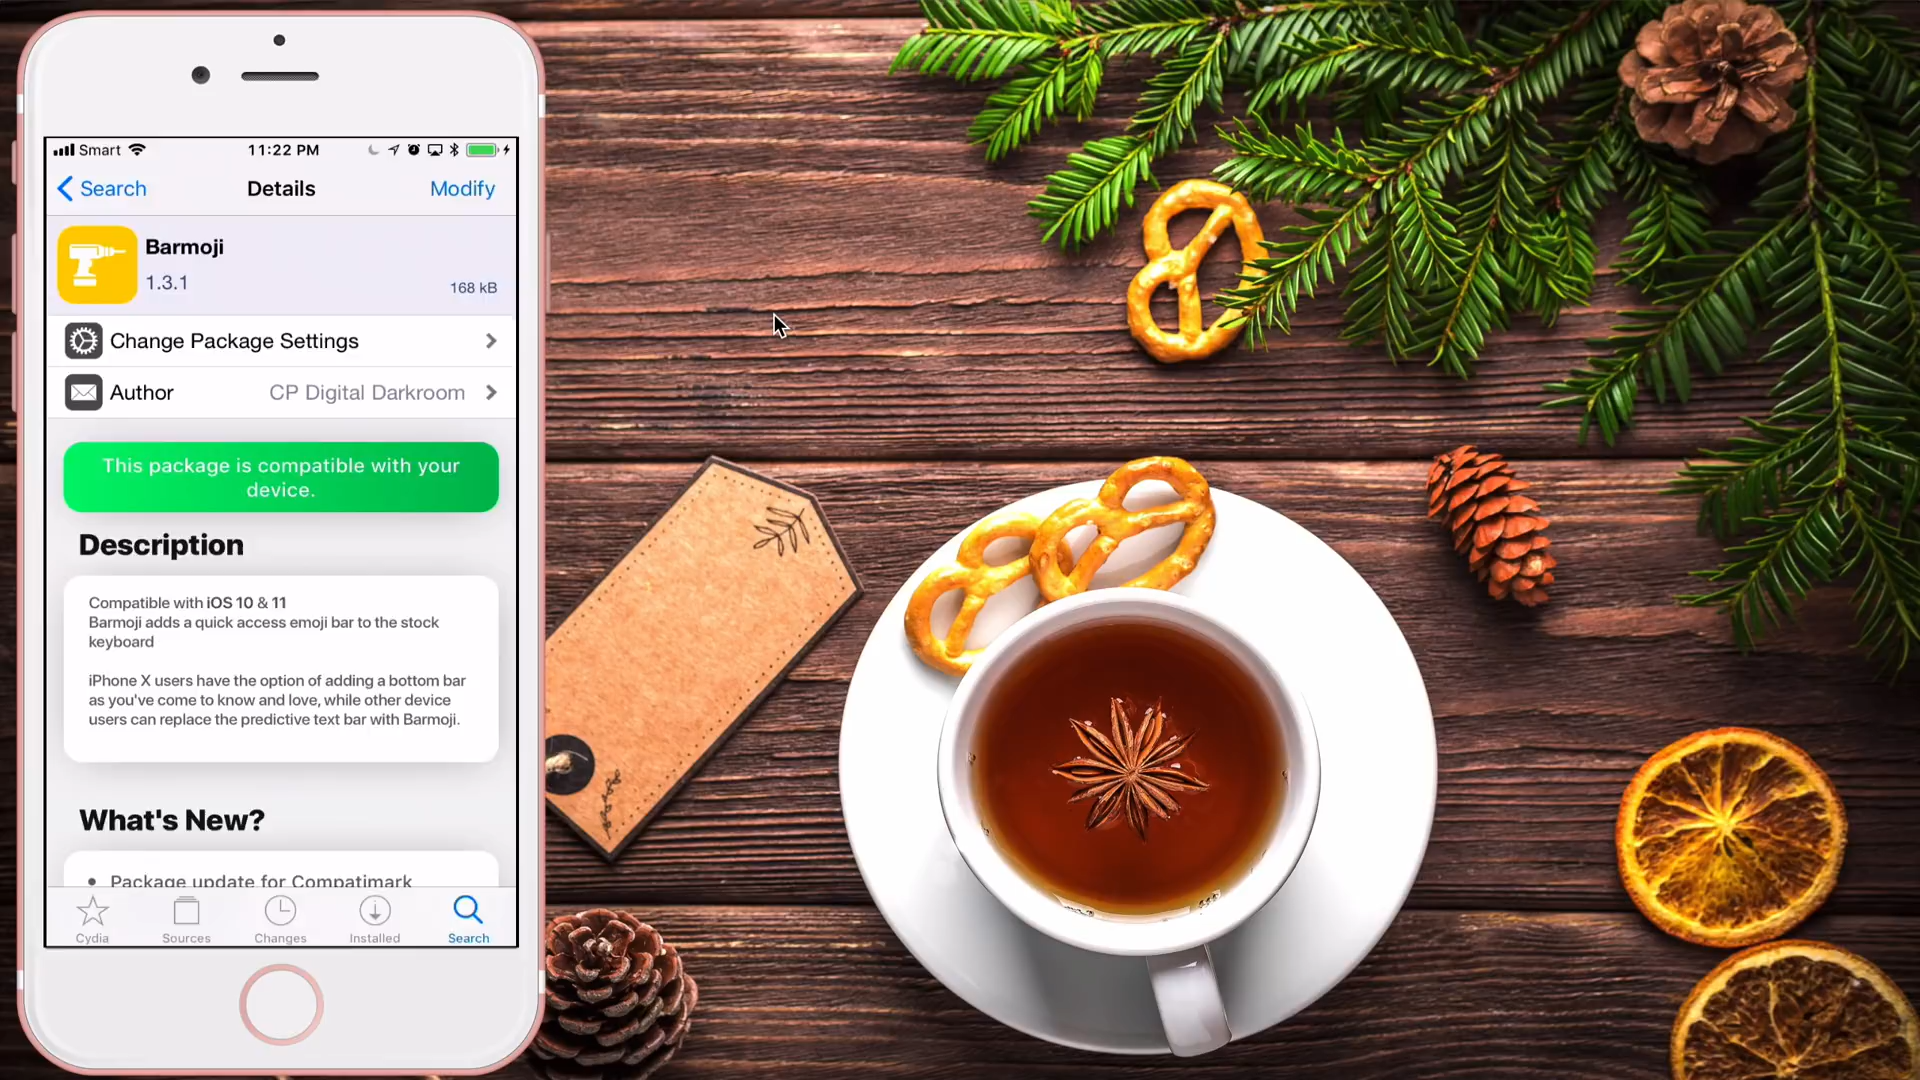 Smart
11:22 PM
Search
Details
Modify
Barmoji
1.3.1
168 kB
Change Package Settings
Author
CP Digital Darkroom
This package is compatible with your
device.
Description
Compatible with iOS 10 & 11
Barmoji adds a quick access emoji bar to the stock
keyboard
iPhone X users have the option of adding a bottom bar
as you've come to know and love, while other device
users can replace the predictive text bar with Barmoji.
What's New?
• Package update for Compatimark
Cydia
Sources
Changes
Installed
Search